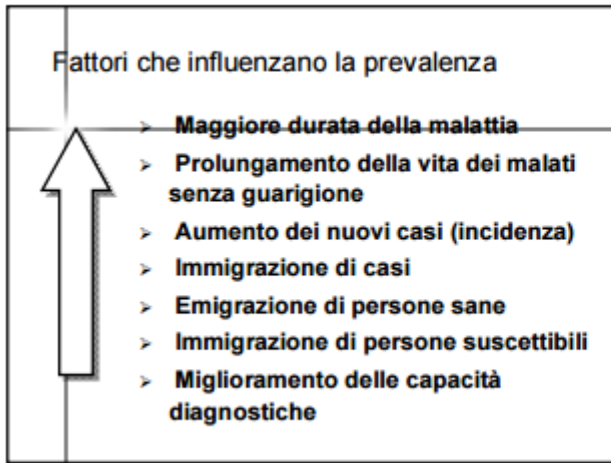 Fattori che influenzano la prevalenza
➢ Maggiore durata della malattia
➢ Prolungamento della vita dei malati
senza guarigione
➢ Aumento dei nuovi casi (incidenza)
➢ Immigrazione di casi
➢ Emigrazione di persone sane
➢ Immigrazione di persone suscettibili
➢ Miglioramento delle capacità
diagnostiche